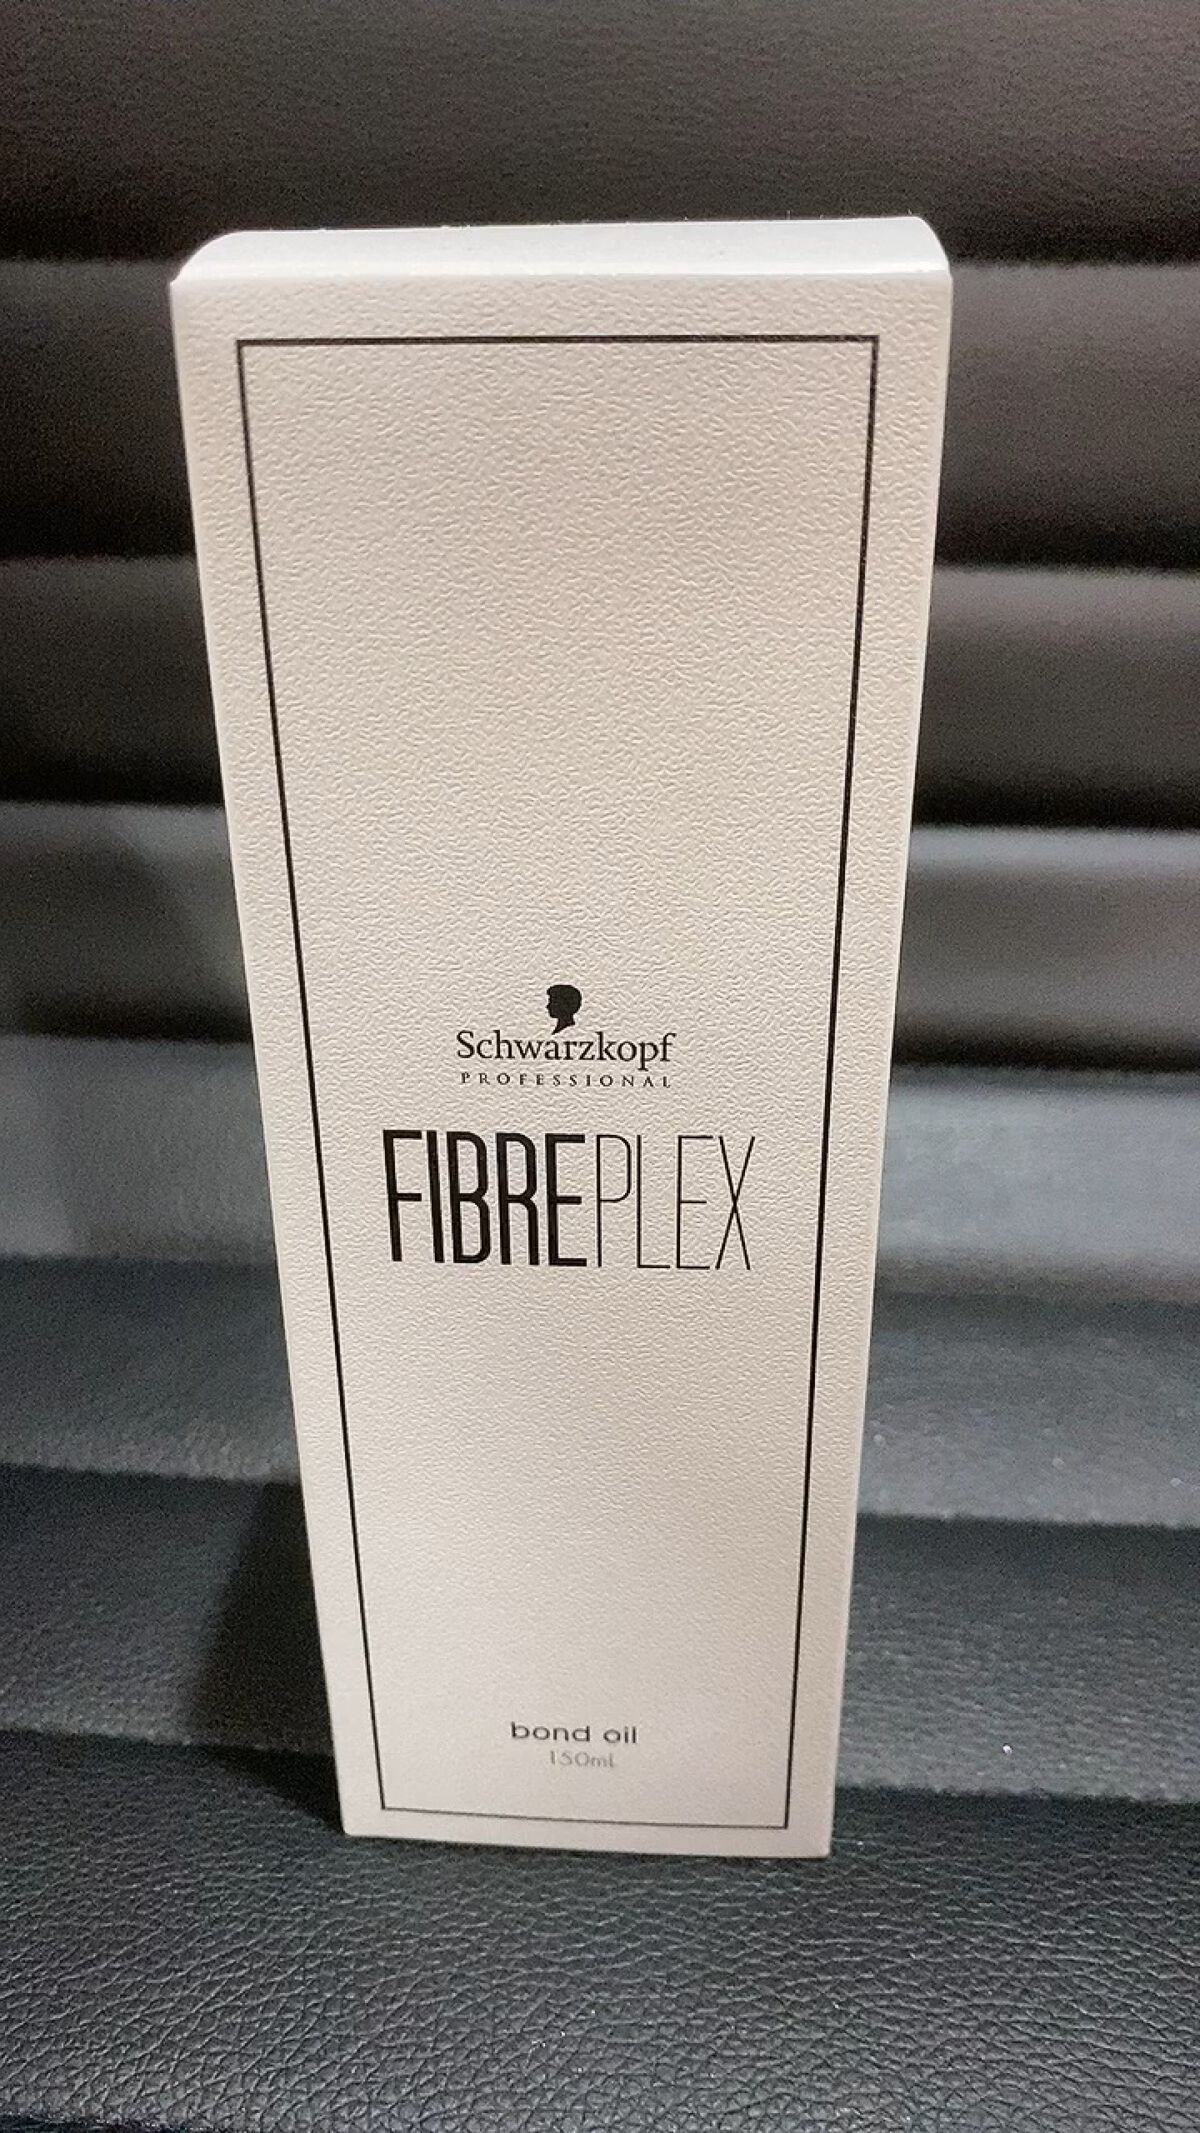 Schwarzkopf
PROFESSIONAL
FIBREPLEX
bond oil
150mL